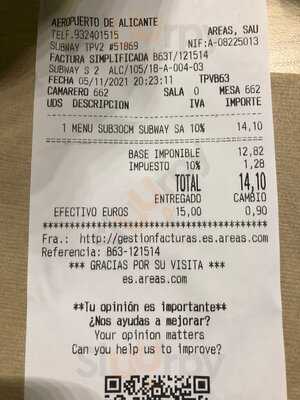 AEROPUERTO DE ALICANTE
TELF.932401515 AREAS, SAU
SUBWAY TPV2 #51869 NIF:A-08225013
FACTURA SIMPLIFICADA B63T/121514
SUBWAY S 2 ALC/105/18-A-004-03
FECHA 05/11/2021 20:23:11 TPVB63
CAMARERO 662 SALA 0 MESA 662
UDS DESCRIPCION IVA IMPORTE
1 MENU SUB30CM SUBWAY SA 10% 14,10
BASE IMPONIBLE 12,82
IMPUESTO 10% 1,28
TOTAL 14,10
ENTREGADO CAMBIO
EFECTIVO EUROS 15,00 0,90
****************************************
Fra.: http://gestionfacturas.es.areas.com
Referencia: B63-121514
*** GRACIAS POR SU VISITA ***
es.areas.com
**Tu opinión es importante**
¿Nos ayudas a mejorar?
Your opinion matters
Can you help us to improve?